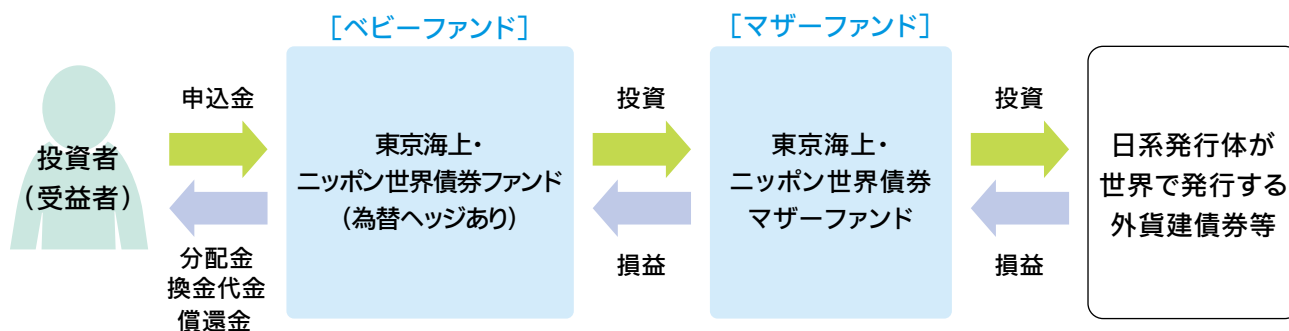 [ベビーファンド]
[マザーファンド]
投資者
(受益者)
申込金
分配金
換金代金
償還金
東京海上・
ニッポン世界債券ファンド
(為替ヘッジあり)
投資
損益
東京海上・
ニッポン世界債券
マザーファンド
投資
損益
日系発行体が
世界で発行する
外貨建債券等